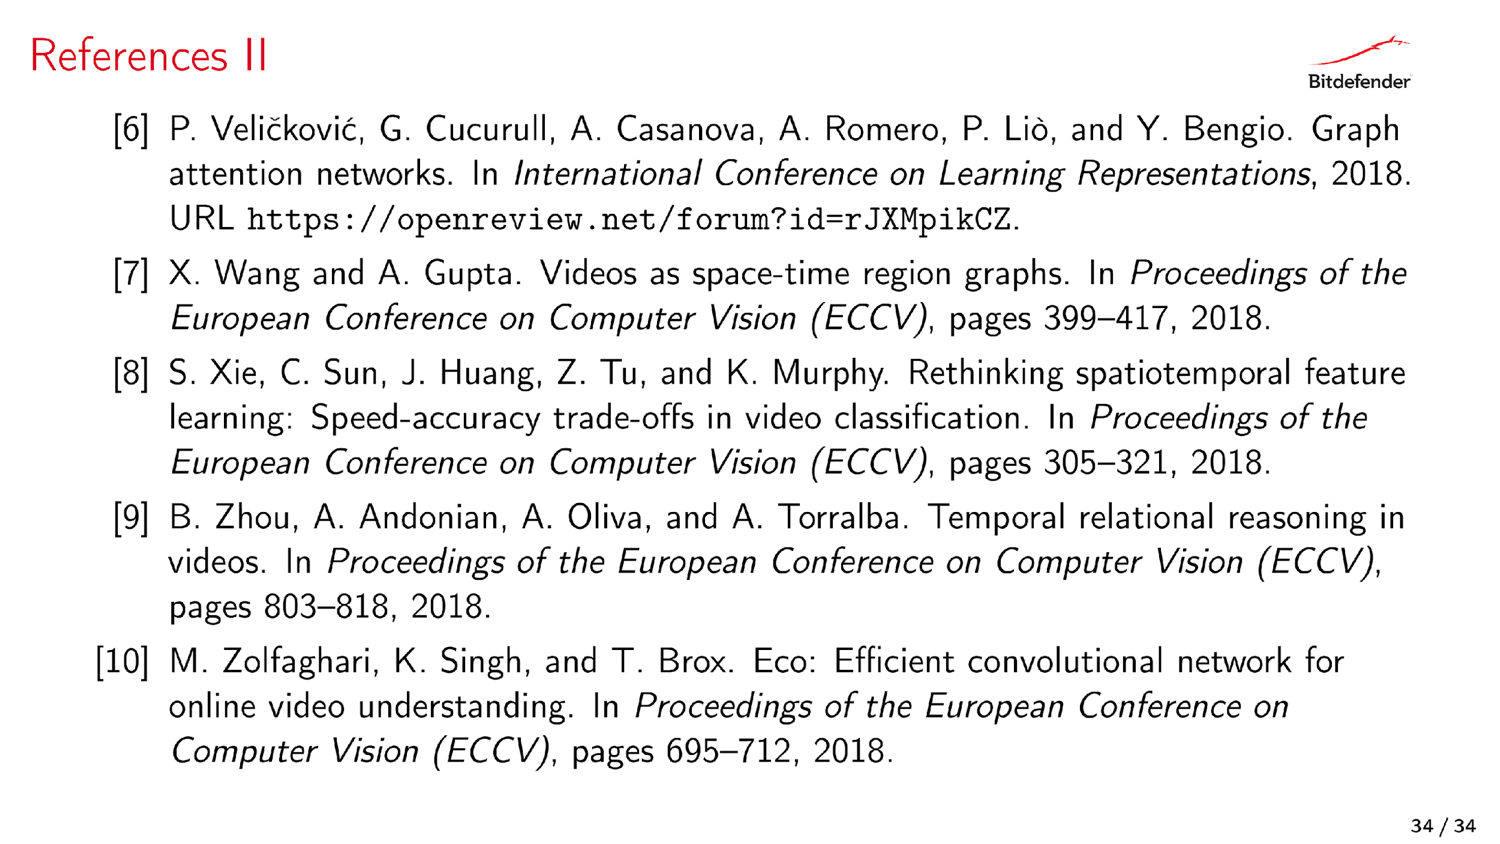 References II
Bitdefender
[6] P. Veličković, G. Cucurull, A. Casanova, A. Romero, P. Liò, and Y. Bengio. Graph
attention networks. In International Conference on Learning Representations, 2018.
URL https://openreview.net/forum?id=rJXMpikCZ.
[7] X. Wang and A. Gupta. Videos as space-time region graphs. In Proceedings of the
European Conference on Computer Vision (ECCV), pages 399–417, 2018.
[8] S. Xie, C. Sun, J. Huang, Z. Tu, and K. Murphy. Rethinking spatiotemporal feature
learning: Speed-accuracy trade-offs in video classification. In Proceedings of the
European Conference on Computer Vision (ECCV), pages 305–321, 2018.
[9] B. Zhou, A. Andonian, A. Oliva, and A. Torralba. Temporal relational reasoning in
videos. In Proceedings of the European Conference on Computer Vision (ECCV),
pages 803–818, 2018.
[10] M. Zolfaghari, K. Singh, and T. Brox. Eco: Efficient convolutional network for
online video understanding. In Proceedings of the European Conference on
Computer Vision (ECCV), pages 695–712, 2018.
34 / 34